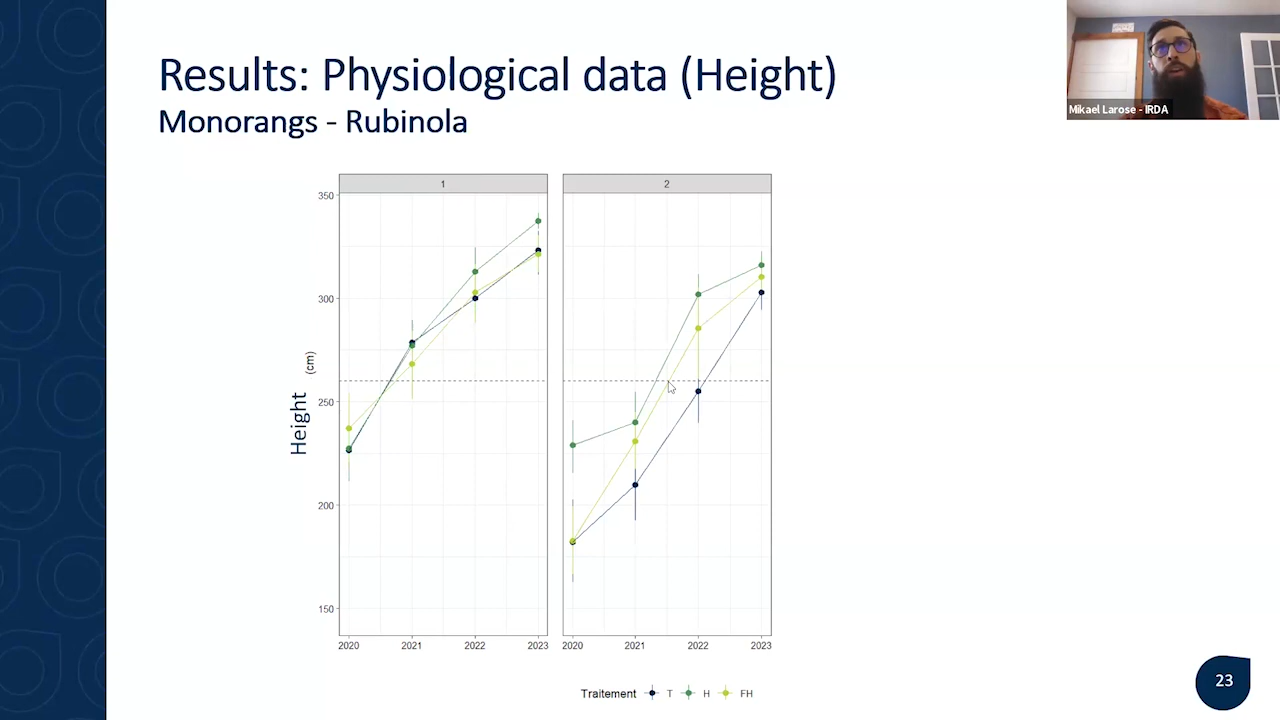 Results: Physiological data (Height)
Monorangs - Rubinola
Mikael Larose - IRDA
1
2
350
300
250
200
150
Height
(cm)
2020
2021
2022
2023
2020
2021
2022
2023
Traitement
T
H
FH
23